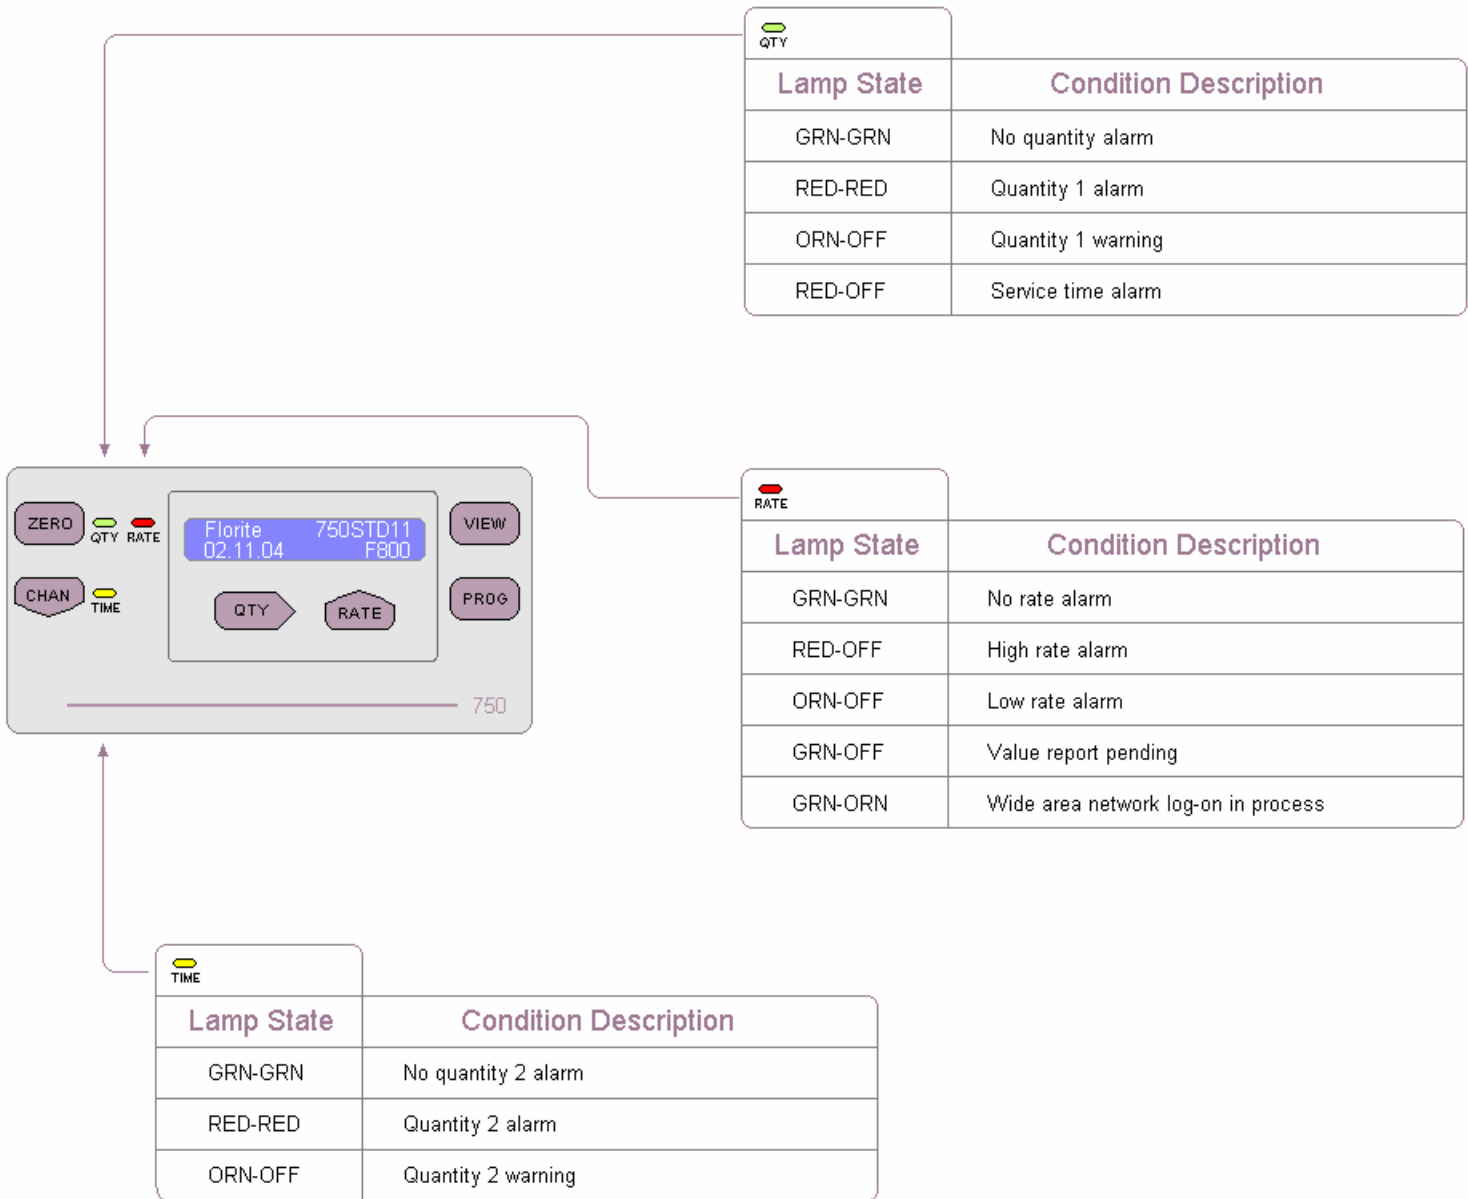 QTY
Lamp State Condition Description
GRN-GRN No quantity alarm
RED-RED Quantity 1 alarm
ORN-OFF Quantity 1 warning
RED-OFF Service time alarm
ZERO QTY RATE Florite 750STD11 VIEW
02.11.04 F800
CHAN TIME QTY RATE PROG
750
RATE
Lamp State Condition Description
GRN-GRN No rate alarm
RED-OFF High rate alarm
ORN-OFF Low rate alarm
GRN-OFF Value report pending
GRN-ORN Wide area network log-on in process
TIME
Lamp State Condition Description
GRN-GRN No quantity 2 alarm
RED-RED Quantity 2 alarm
ORN-OFF Quantity 2 warning